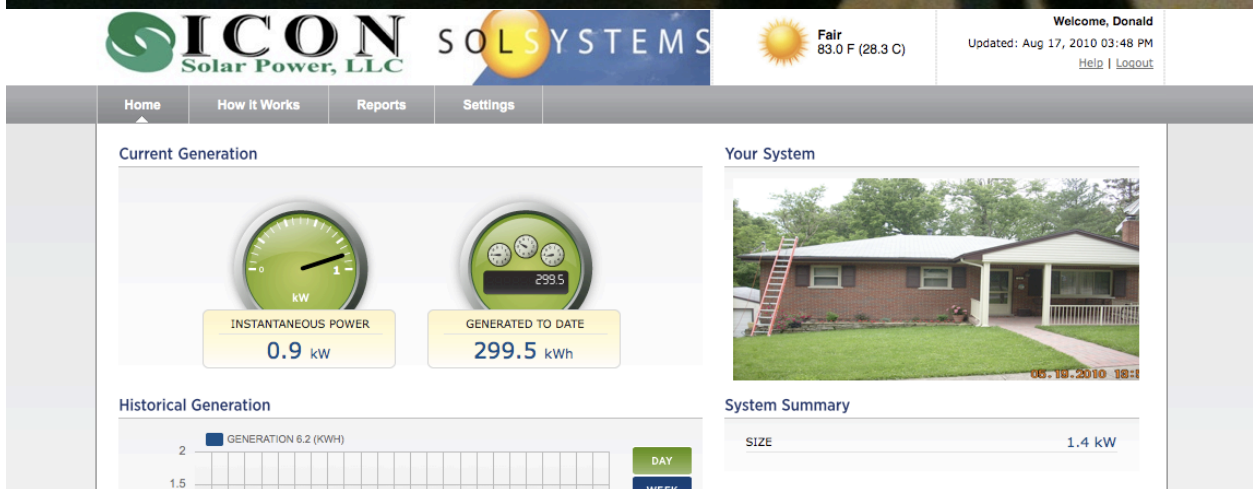 ICON
Solar Power, LLC
SOLSYSTEMS
Fair
83.0 F (28.3 C)
Welcome, Donald
Updated: Aug 17, 2010 03:48 PM
Help | Logout
Home
How It Works
Reports
Settings
Current Generation
0
1
kW
299.5
INSTANTANEOUS POWER
0.9 kW
GENERATED TO DATE
299.5 kWh
Your System
Historical Generation
GENERATION 6.2 (KWH)
2
1.5
DAY
WEEK
System Summary
SIZE
1.4 kW